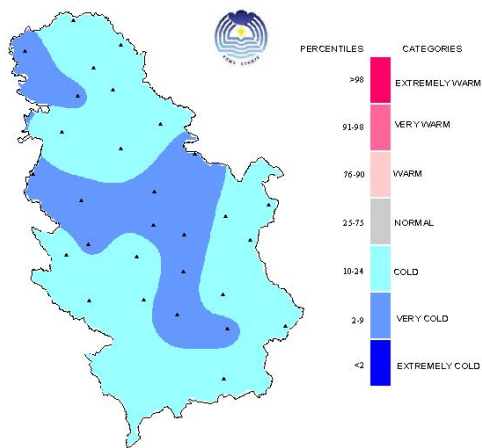 PERCENTILES CATEGORIES
>98 EXTREMELY WARM
91-98 VERY WARM
76-90 WARM
25-75 NORMAL
10-24 COLD
2-9 VERY COLD
<2 EXTREMELY COLD